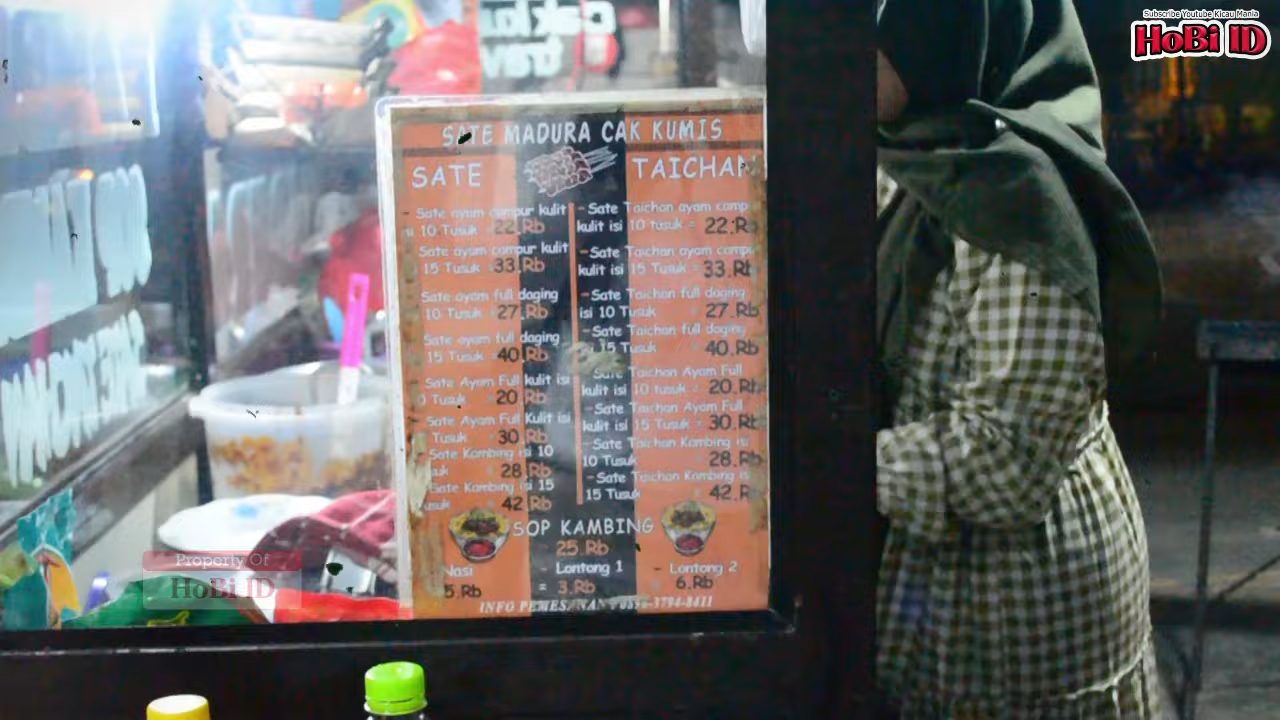 Subscribe Youtube Kicau Mania
HoBi ID
SATE MADURA CAK KUMIS
SATE
- Sate ayam campur kulit
isi 10 Tusuk 22.Rb
Sate ayam campur kulit
15 Tusuk 33.Rb
Sate ayam full daging
10 Tusuk 27.Rb
Sate ayam full daging
15 Tusuk 40.Rb
- Sate Ayam Full kulit isi
0 Tusuk 20.Rb
Sate Ayam Full Kulit isi
Tusuk = 30.Rb
Sate Kambing isi 10
suk = 28.Rb
Sate Kambing isi 15
usuk 42 Rb
TAICHAN
- Sate Taichan ayam camp
kulit isi 10 tusuk = 22.Rb
- Sate Taichan ayam camp
kulit isi 15 Tusuk = 33.Rb
- Sate Taichan full daging
isi 10 Tusuk = 27.Rb
- Sate Taichan full daging
15 Tusuk = 40.Rb
- Sate Taichan Ayam Full
kulit isi 10 tusuk = 20.Rb
- Sate Taichan Ayam Full
kulit isi 15 Tusuk = 30.Rb
- Sate Taichan Kambing isi
10 Tusuk = 28.Rb
- Sate Taichan Kambing is
15 Tusuk = 42.R
SOP KAMBING
25.Rb
Nasi - Lontong 1 - Lontong 2
5.Rb = 3.Rb = 6.Rb
INFO PEMESANAN -3794-8411
Property Of
HoBi ID